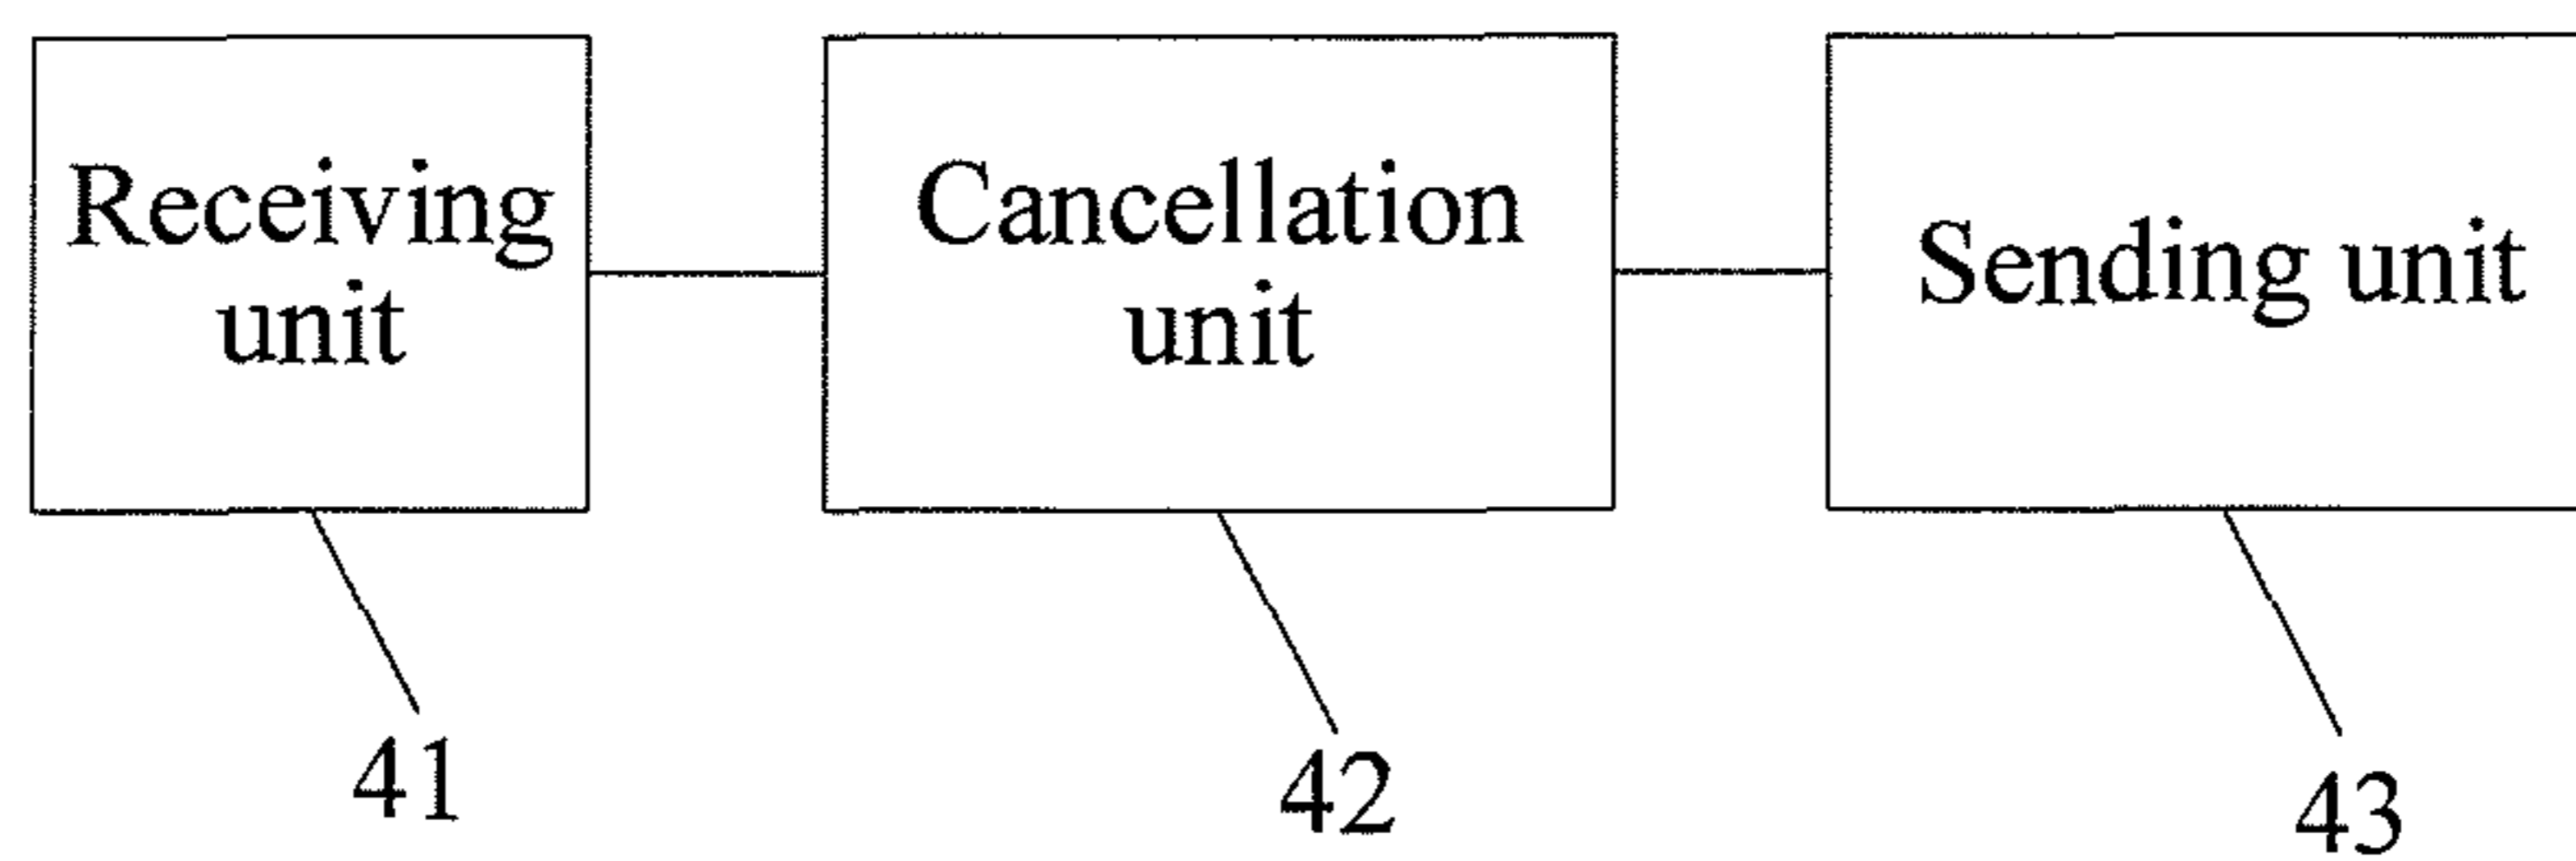 Receiving
unit
Cancellation
unit
Sending unit
41
42
43